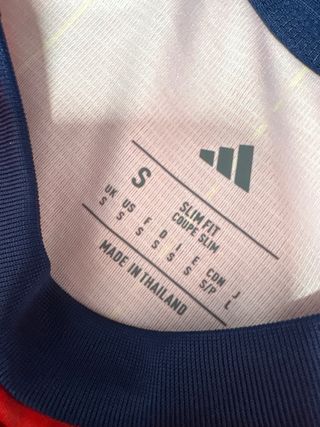 S
SLIM FIT
COUPE SLIM
UK US F D I E CON J
S S S S S S S/P L
MADE IN THAILAND